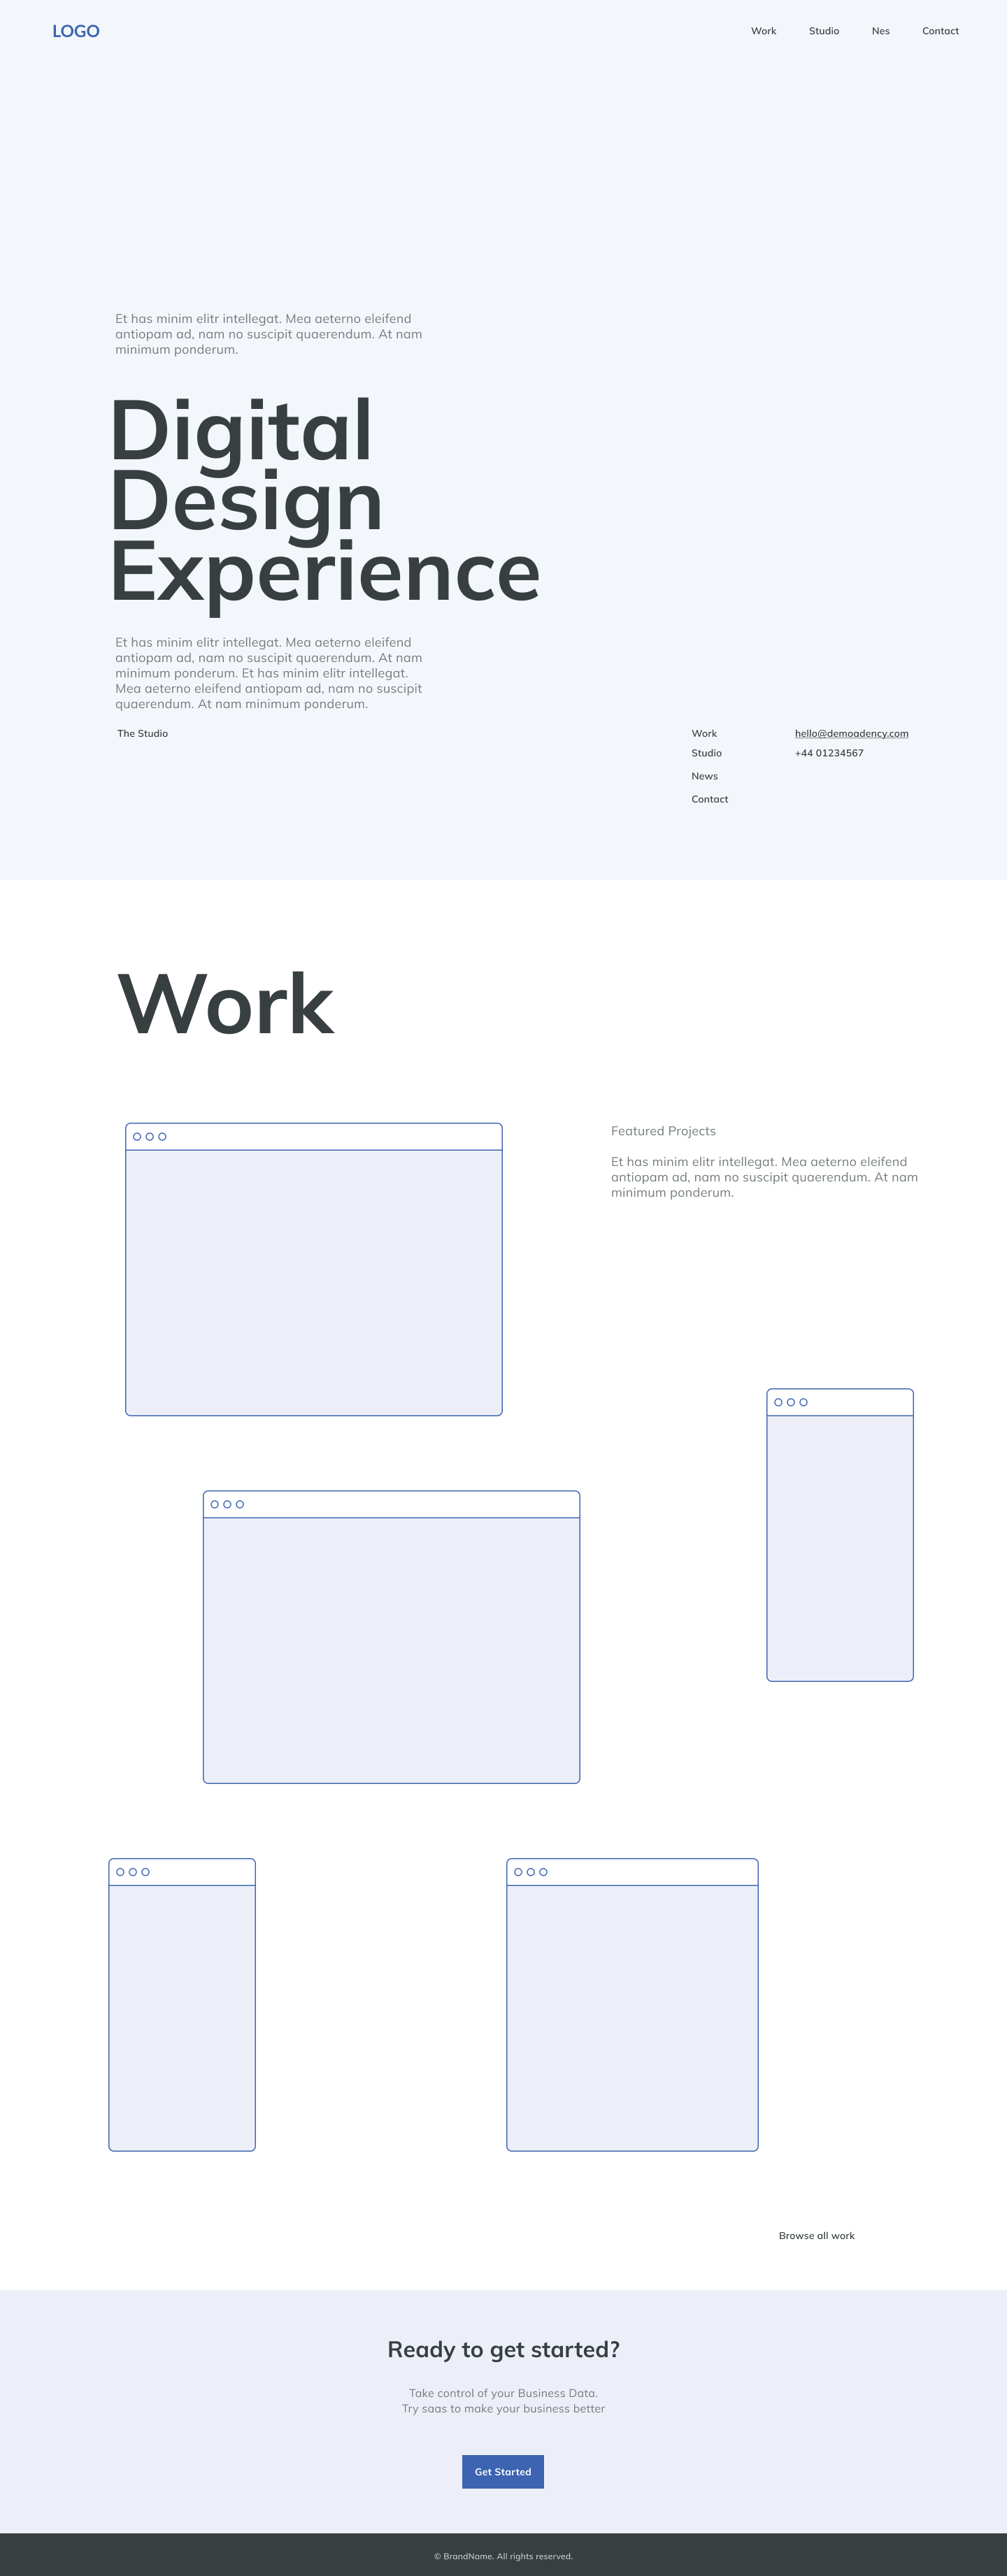 LOGO
Work Studio Nes Contact
Et has minim elitr intellegat. Mea aeterno eleifend
antiopam ad, nam no suscipit quaerendum. At nam
minimum ponderum.
Digital
Design
Experience
Et has minim elitr intellegat. Mea aeterno eleifend
antiopam ad, nam no suscipit quaerendum. At nam
minimum ponderum. Et has minim elitr intellegat.
Mea aeterno eleifend antiopam ad, nam no suscipit
quaerendum. At nam minimum ponderum.
The Studio
Work
Studio
News
Contact
hello@demoadency.com
+44 01234567
Work
Featured Projects
Et has minim elitr intellegat. Mea aeterno eleifend
antiopam ad, nam no suscipit quaerendum. At nam
minimum ponderum.
Browse all work
Ready to get started?
Take control of your Business Data.
Try saas to make your business better
Get Started
© BrandName. All rights reserved.